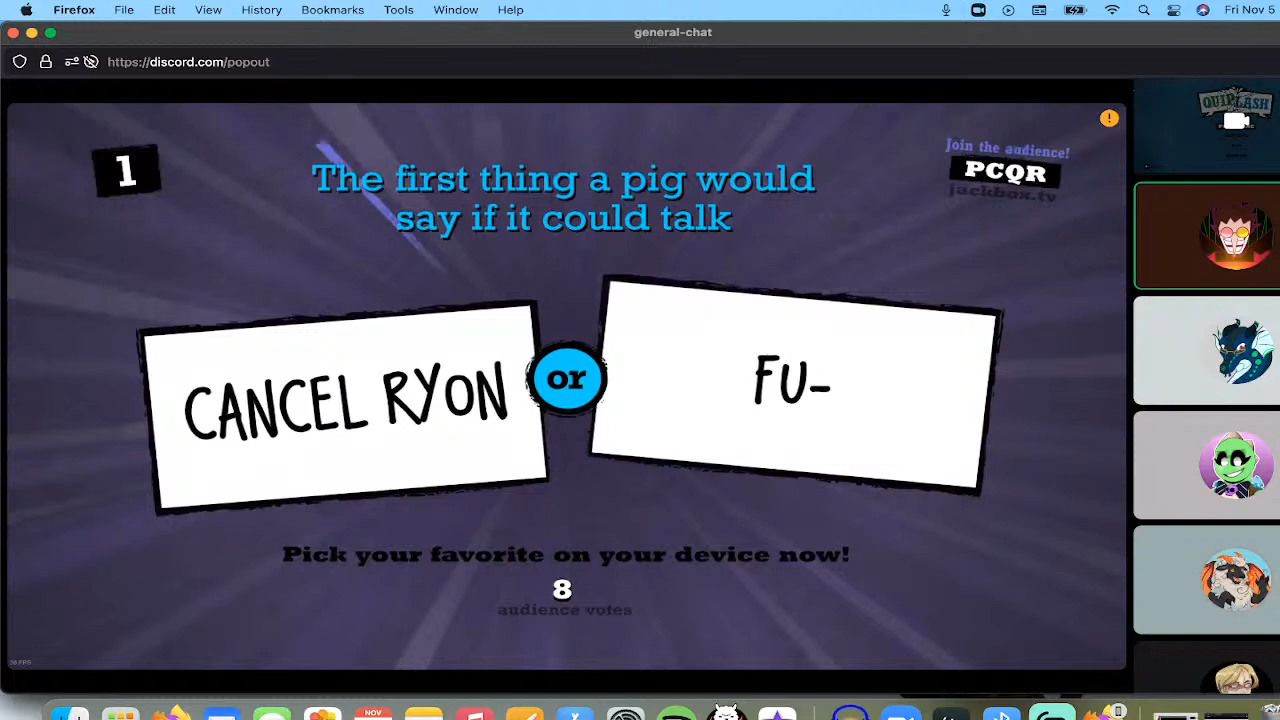 Firefox File Edit View History Bookmarks Tools Window Help Fri Nov 5
general-chat
https://discord.com/popout
1
The first thing a pig would
say if it could talk
Join the audience!
PCQR
jackbox.tv
QUIPLASH
CANCEL RYON
or
FU-
Pick your favorite on your device now!
8
audience votes
NOV